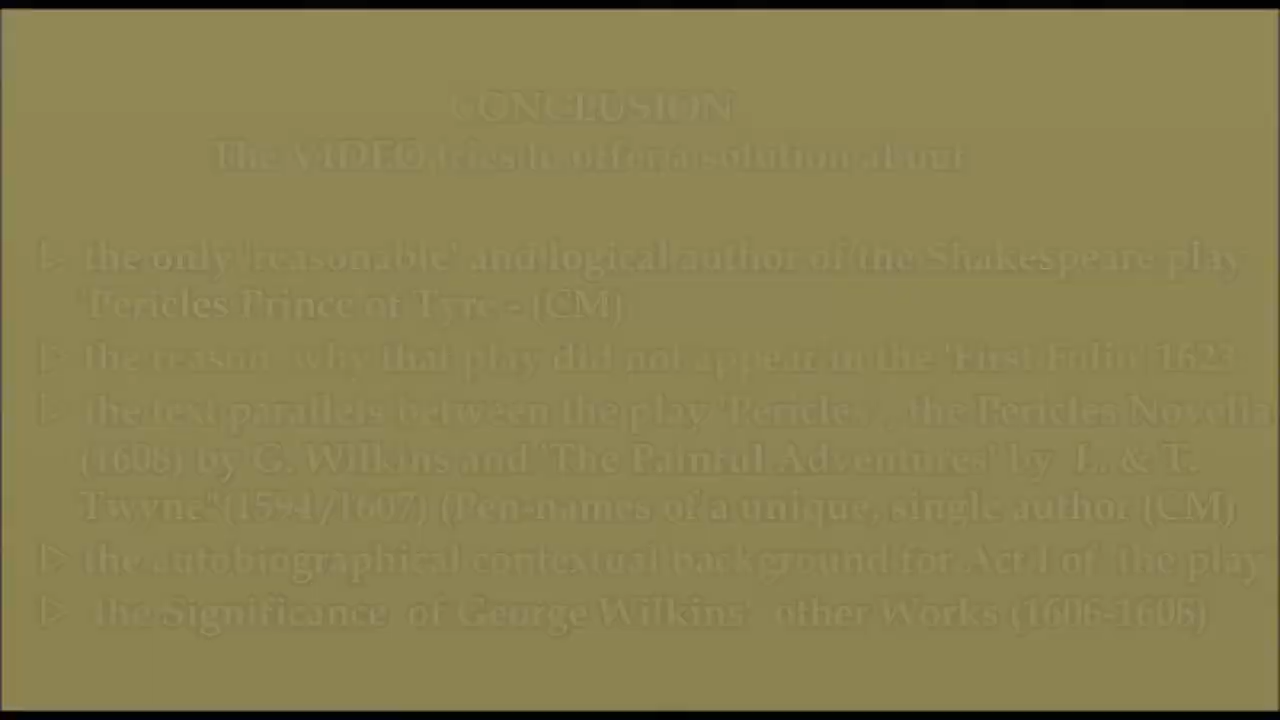 CONCLUSION
The VIDEO tries to offer a solution about
the only 'reasonable' and logical author of the Shakespeare play
'Pericles Prince of Tyre - (CM)
the reason why that play did not appear in the 'First Folio' 1623
the text parallels between the play 'Pericles', the Pericles Novella
(1608) by G. Wilkins and 'The Painful Adventures' by L. & T.
Twyne" (1594/1607) (Pen-names of a unique, single author (CM)
the autobiographical contextual background for Act I of the play
the Significance of George Wilkins' other Works (1606-1608)